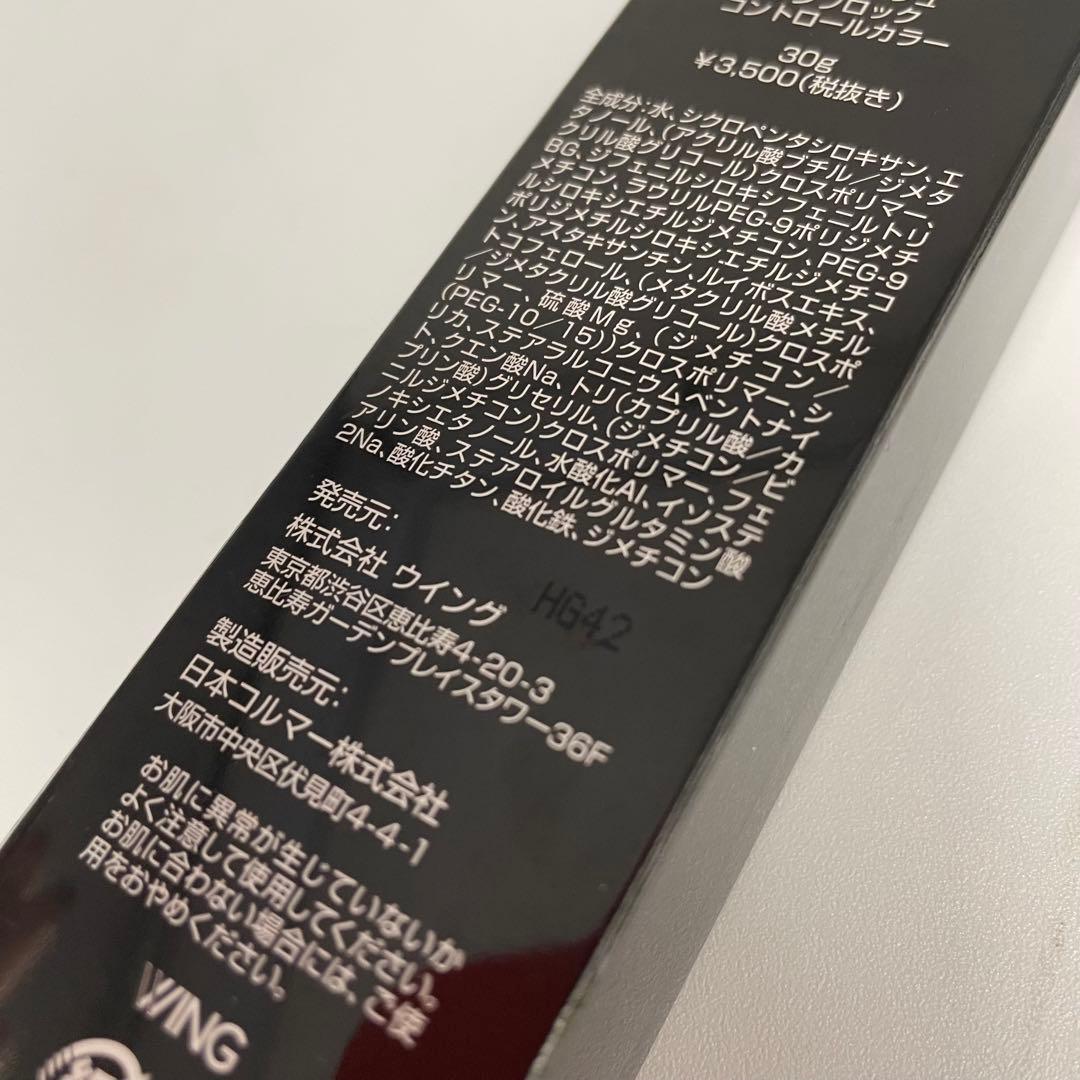 ロック
コントロールカラー
30g
¥3,500(税抜き)
全成分:水、シクロペンタシロキサン、エ
タノール、(アクリル酸ブチル/ジメタ
クリル酸グリコール)クロスポリマー、
BG、ジフェニルシロキシフェニルトリ
メチコン、ラウリルPEG-9ポリジメチ
ルシロキシエチルジメチコン、PEG-9
ポリジメチルシロキシエチルジメチコ
ン、アスタキサンチン、ルイボスエキス、
トコフェロール、(メタクリル酸メチル
/ジメタクリル酸グリコール)クロスポ
リマー、硫酸Mg、(ジメチコン/
(PEG-10/15))クロスポリマー、シ
リカ、ステアラルコニウムベントナイ
ト、クエン酸Na、トリ(カプリル酸/カ
プリン酸)グリセリル、(ジメチコン/ビ
ニルジメチコン)クロスポリマー、フェ
ノキシエタノール、水酸化Al、イソステ
アリン酸、ステアロイルグルタミン酸
2Na、酸化チタン、酸化鉄、ジメチコン
HG42
発売元:
株式会社 ウイング
東京都渋谷区恵比寿4-20-3
恵比寿ガーデンプレイスタワー36F
製造販売元:
日本コルマー株式会社
大阪市中央区伏見町4-4-1
お肌に異常が生じていないか
よく注意して使用してください。
お肌に合わない場合には、ご使
用をおやめください。
WING